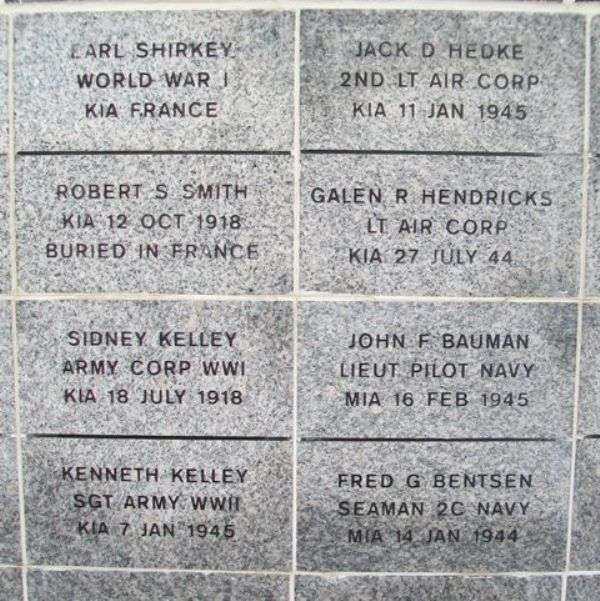 EARL SHIRKEY
WORLD WAR I
KIA FRANCE
ROBERT S SMITH
KIA 12 OCT 1918
BURIED IN FRANCE
SIDNEY KELLEY
ARMY CORP WWI
KIA 18 JULY 1918
KENNETH KELLEY
SGT ARMY WWII
KIA 7 JAN 1945
JACK D HEDKE
2ND LT AIR CORP
KIA 11 JAN 1945
GALEN R HENDRICKS
LT AIR CORP
KIA 27 JULY 44
JOHN F BAUMAN
LIEUT PILOT NAVY
MIA 16 FEB 1945
FRED G BENTSEN
SEAMAN 2C NAVY
MIA 14 JAN 1944